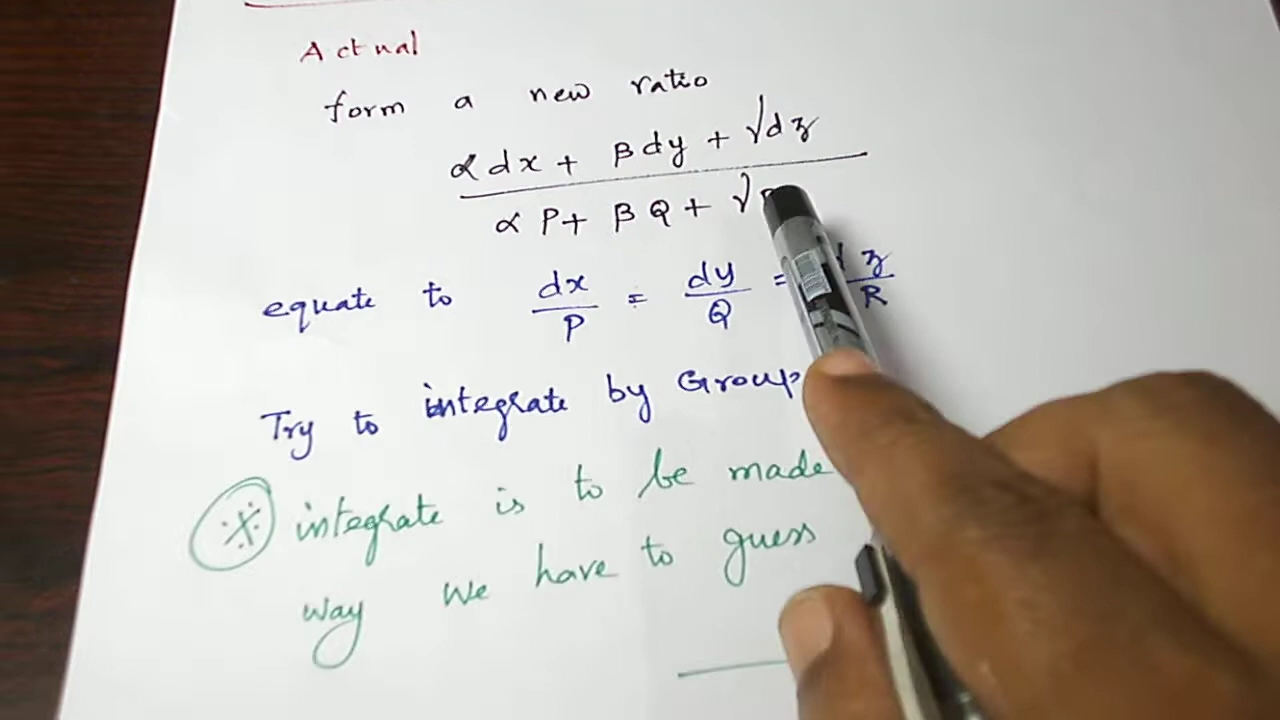 Actual
form a new ratio
αdx + βdy + γdz
αP + βQ + γ
equate to dx/P = dy/Q = z/R
Try to integrate by Group
※ integrate is to be made
way we have to guess